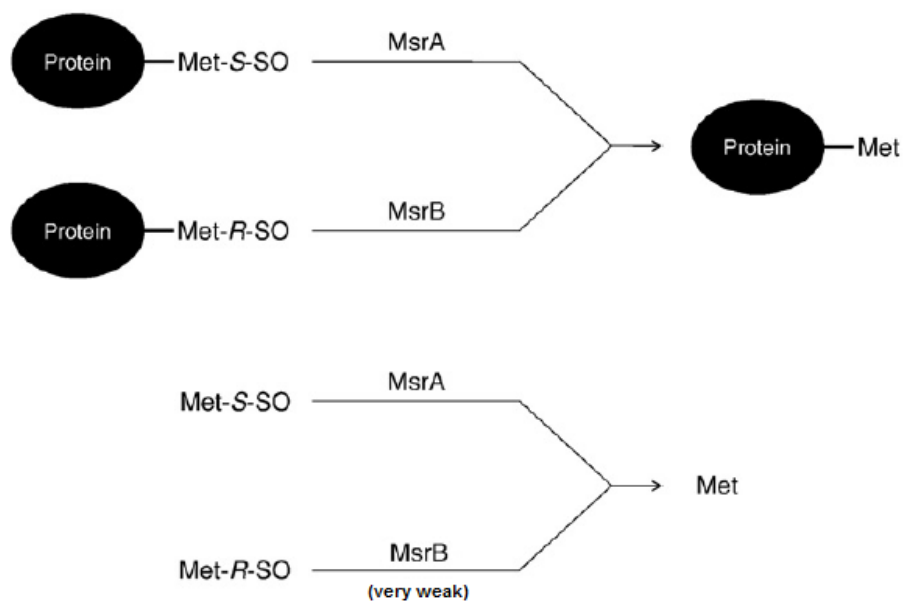 Protein Met-S-SO MsrA
Protein Met
Protein Met-R-SO MsrB
Met-S-SO MsrA
Met
Met-R-SO MsrB
(very weak)